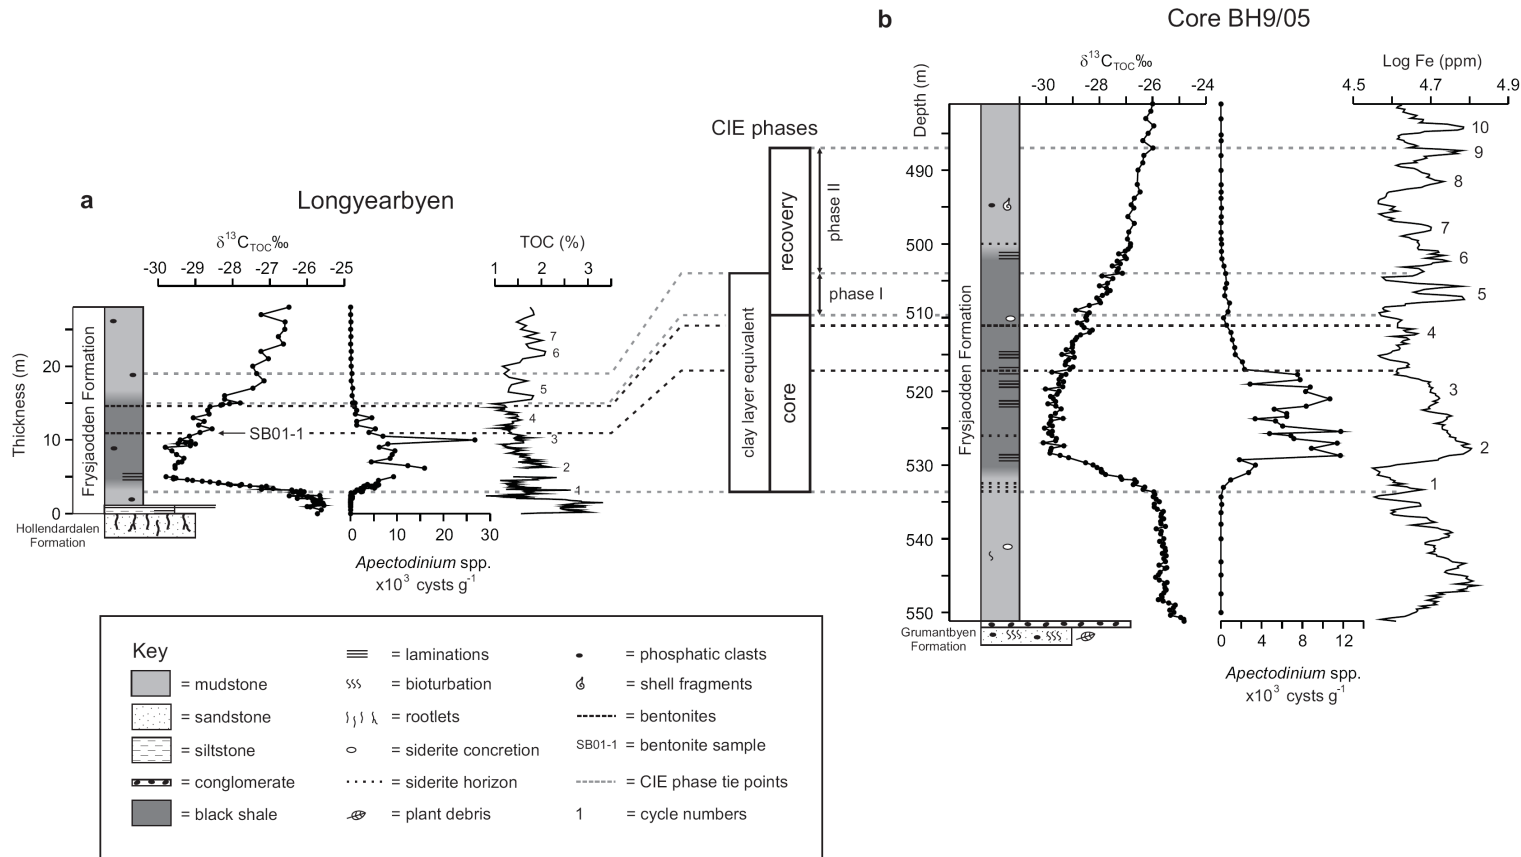 b
Core BH9/05
δ13CTOC‰
Log Fe (ppm)
-30 -28 -26 -24
4.5 4.7 4.9
Depth (m)
490
500
510
520
530
540
550
Frysjaodden Formation
10
9
8
7
6
5
4
3
2
1
Grumantbyen
Formation
0 4 8 12
Apectodinium spp.
x103 cysts g-1
CIE phases
recovery
phase II
phase I
clay layer equivalent
core
a
Longyearbyen
δ13CTOC‰
TOC (%)
-30 -29 -28 -27 -26 -25
1 2 3
Thickness (m)
20
10
0
Frysjaodden Formation
SB01-1
7
6
5
4
3
2
1
Hollendardalen
Formation
0 10 20 30
Apectodinium spp.
x103 cysts g-1
Key
= mudstone
= sandstone
= siltstone
= conglomerate
= black shale
= laminations
= bioturbation
= rootlets
= siderite concretion
= siderite horizon
= plant debris
= phosphatic clasts
= shell fragments
= bentonites
SB01-1 = bentonite sample
= CIE phase tie points
1 = cycle numbers